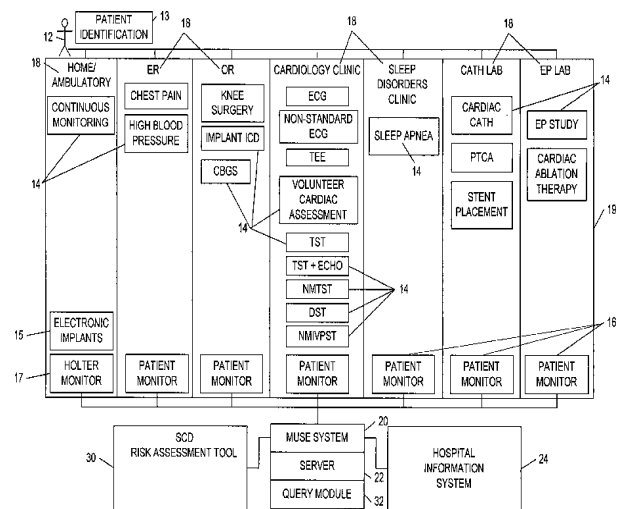 PATIENT
IDENTIFICATION
13
12
18
18
18
18
HOME/
AMBULATORY
CONTINUOUS
MONITORING
14
15
ELECTRONIC
IMPLANTS
17
HOLTER
MONITOR
ER
CHEST PAIN
HIGH BLOOD
PRESSURE
PATIENT
MONITOR
OR
KNEE
SURGERY
IMPLANT ICD
CBGS
14
PATIENT
MONITOR
CARDIOLOGY CLINIC
ECG
NON-STANDARD
ECG
TEE
VOLUNTEER
CARDIAC
ASSESSMENT
TST
TST + ECHO
NMTST
DST
NMIVPST
14
PATIENT
MONITOR
SLEEP
DISORDERS
CLINIC
SLEEP APNEA
14
PATIENT
MONITOR
CATH LAB
CARDIAC
CATH
PTCA
STENT
PLACEMENT
PATIENT
MONITOR
EP LAB
14
EP STUDY
CARDIAC
ABLATION
THERAPY
19
16
PATIENT
MONITOR
30
SCD
RISK ASSESSMENT TOOL
20
MUSE SYSTEM
SERVER
22
QUERY MODULE
32
HOSPITAL
INFORMATION
SYSTEM
24